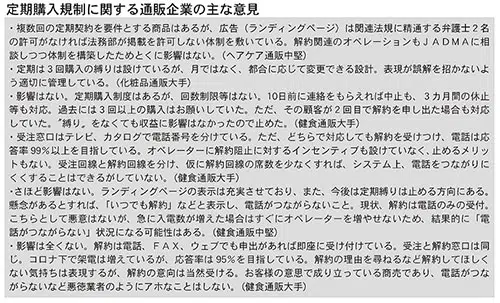 定期購入規制に関する通販企業の主な意見
・複数回の定期契約を要件とする商品はあるが、広告（ランディングページ）は関連法規に精通する弁護士２名
の許可がなければ法務部が掲載を許可しない体制を敷いている。解約関連のオペレーションもＪＡＤＭＡに相
談しつつ体制を構築したためとくに影響はない。（ヘアケア通販中堅）
・定期は３回購入の縛りは設けているが、月ではなく、都合に応じて変更できる設計。表現が誤認を招かないよ
う適切に管理している。（化粧品通販大手）
・影響はない。定期購入制度はあるが、回数制限等はない。10日前に連絡をもらえれば中止も、３カ月間の休止
等も対応。過去には３回以上の購入はお願いしていた。ただ、その顧客が２回目で解約を申し出た場合も対応
していた。“縛り”をなくても収益に影響はなかったので止めた。（健食通販大手）
・受注窓口はテレビ、カタログで電話番号を分けている。ただ、どちらで対応しても解約を受けつけ、電話は応
答率99％以上を目指している。オペレーターに解約阻止に対するインセンティブも設けていなく、止めるメリッ
トもない。受注回線と解約回線を分け、仮に解約回線の席数を少なくすれば、システム上、電話をつながりに
くくすることはできるがしていない。（健食通販大手）
・さほど影響はない。ランディングページの表示は充実させており、また、今後は定期縛りは止める方向にある。
懸念があるとすれば、「いつでも解約」などと表示し、電話がつながらないこと。現状、解約は電話のみの受付。
こちらとして悪意はないが、急に入電数が増えた場合はすぐにオペレーターを増やせないため、結果的に「電
話がつながらない」状況になる可能性はある。（健食通販中堅）
・影響は全くない。解約は電話、ＦＡＸ、ウェブでも申出があれば即座に受け付けている。受注と解約窓口は同
じ。コロナ下で架電は増えているが、応答率は95％を目指している。解約の理由を尋ねるなど解約してほしく
ない気持ちは表現するが、解約の意向は当然受ける。お客様の意思で成り立っている商売であり、電話がつな
がらないなど悪徳業者のようにアホなことはしない。（健食通販大手）